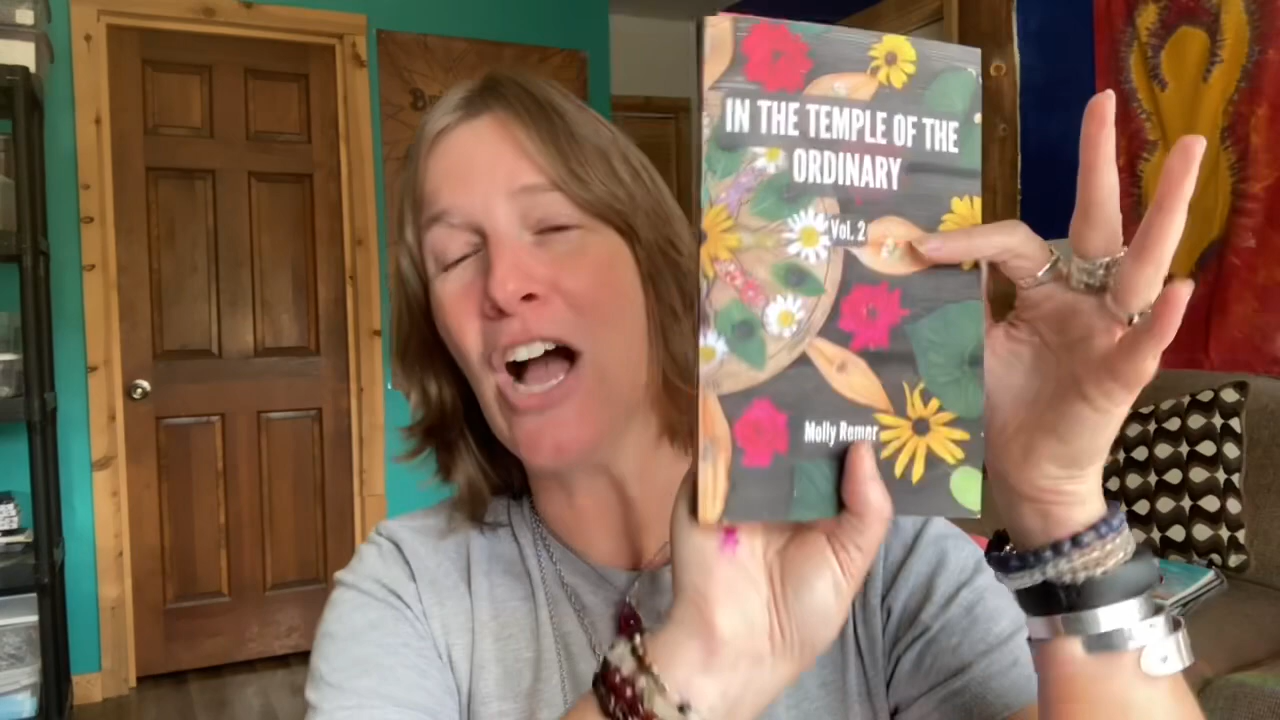 IN THE TEMPLE OF THE
ORDINARY
Vol. 2
Molly Remer